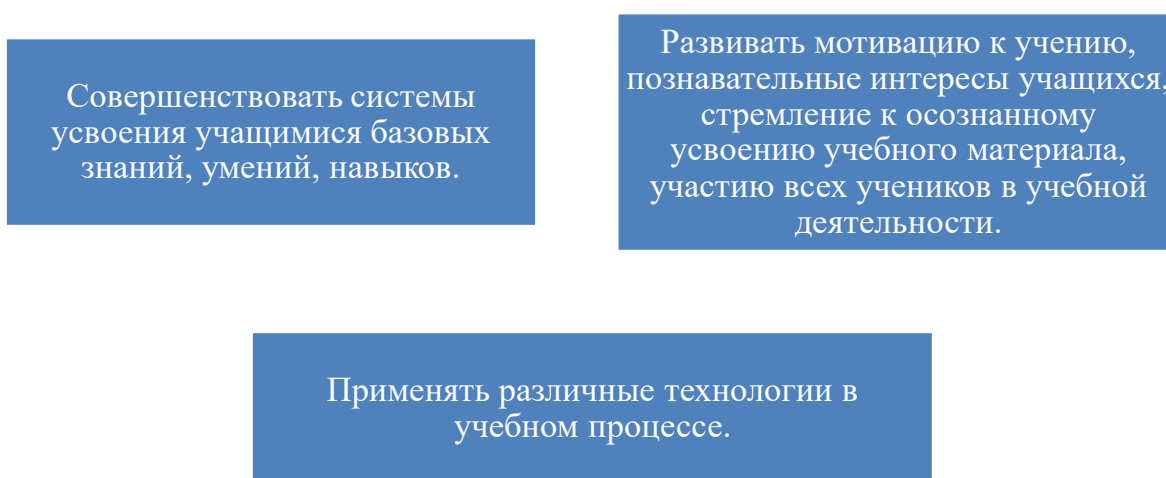 Совершенствовать системы
усвоения учащимися базовых
знаний, умений, навыков.
Развивать мотивацию к учению,
познавательные интересы учащихся,
стремление к осознанному
усвоению учебного материала,
участию всех учеников в учебной
деятельности.
Применять различные технологии в
учебном процессе.